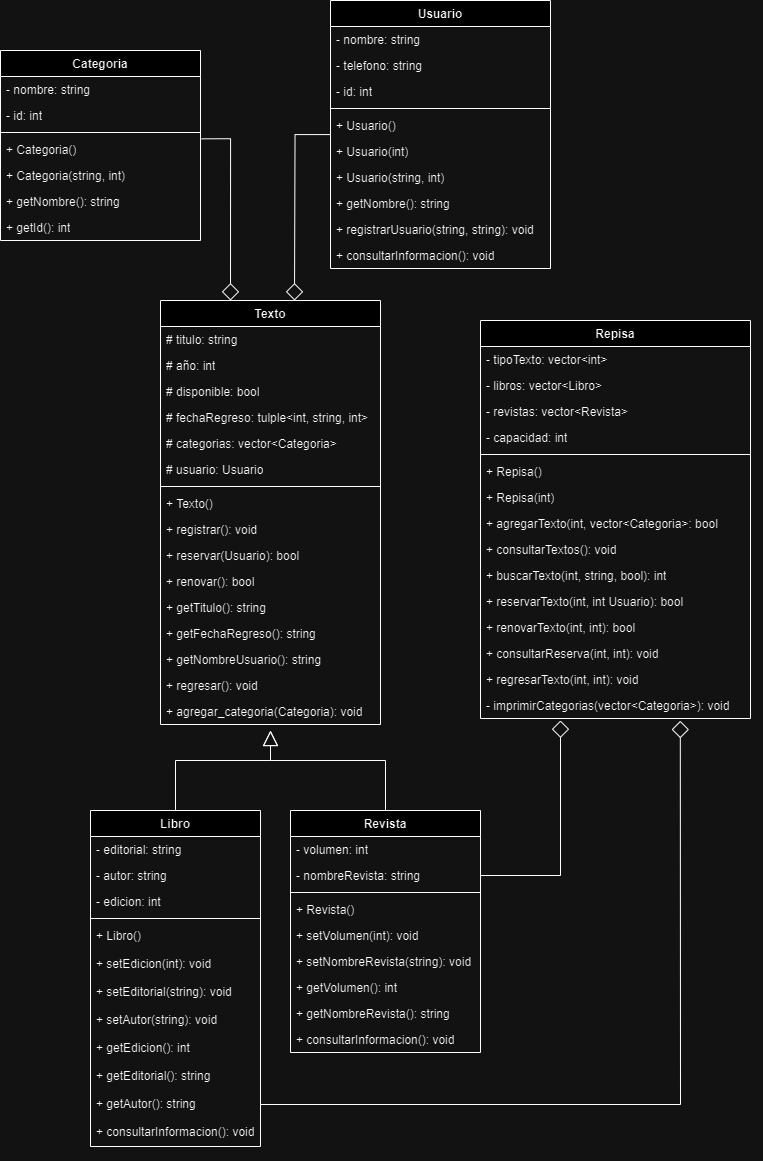 Usuario
- nombre: string
- telefono: string
- id: int
+ Usuario()
+ Usuario(int)
+ Usuario(string, int)
+ getNombre(): string
+ registrarUsuario(string, string): void
+ consultarInformacion(): void
Categoria
- nombre: string
- id: int
+ Categoria()
+ Categoria(string, int)
+ getNombre(): string
+ getId(): int
Texto
# titulo: string
# año: int
# disponible: bool
# fechaRegreso: tulple<int, string, int>
# categorias: vector<Categoria>
# usuario: Usuario
+ Texto()
+ registrar(): void
+ reservar(Usuario): bool
+ renovar(): bool
+ getTitulo(): string
+ getFechaRegreso(): string
+ getNombreUsuario(): string
+ regresar(): void
+ agregar_categoria(Categoria): void
Repisa
- tipoTexto: vector<int>
- libros: vector<Libro>
- revistas: vector<Revista>
- capacidad: int
+ Repisa()
+ Repisa(int)
+ agregarTexto(int, vector<Categoria>: bool
+ consultarTextos(): void
+ buscarTexto(int, string, bool): int
+ reservarTexto(int, int Usuario): bool
+ renovarTexto(int, int): bool
+ consultarReserva(int, int): void
+ regresarTexto(int, int): void
- imprimirCategorias(vector<Categoria>): void
Libro
- editorial: string
- autor: string
- edicion: int
+ Libro()
+ setEdicion(int): void
+ setEditorial(string): void
+ setAutor(string): void
+ getEdicion(): int
+ getEditorial(): string
+ getAutor(): string
+ consultarInformacion(): void
Revista
- volumen: int
- nombreRevista: string
+ Revista()
+ setVolumen(int): void
+ setNombreRevista(string): void
+ getVolumen(): int
+ getNombreRevista(): string
+ consultarInformacion(): void